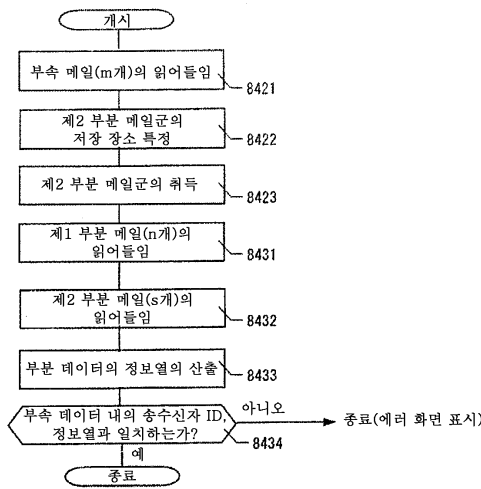 개시
부속 메일(m개)의 읽어들임
8421
제2 부분 메일군의
저장 장소 특정
8422
제2 부분 메일군의 취득
8423
제1 부분 메일(n개)의
읽어들임
8431
제2 부분 메일(s개)의
읽어들임
8432
부분 데이터의 정보열의 산출
8433
부속 데이터 내의 송수신자 ID,
정보열과 일치하는가?
8434
아니오
종료(에러 화면 표시)
예
종료